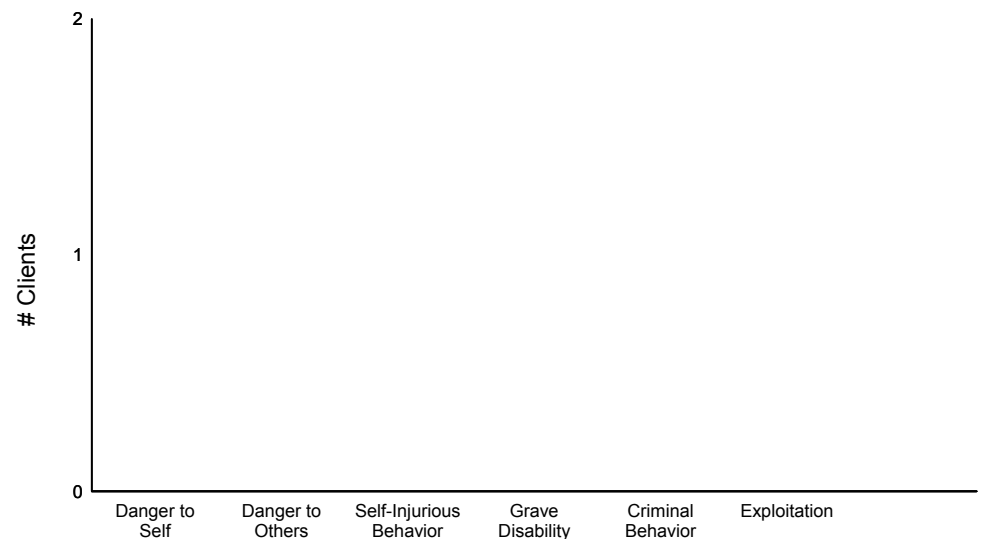 2
1
0
# Clients
Danger to
Self
Danger to
Others
Self-Injurious
Behavior
Grave
Disability
Criminal
Behavior
Exploitation